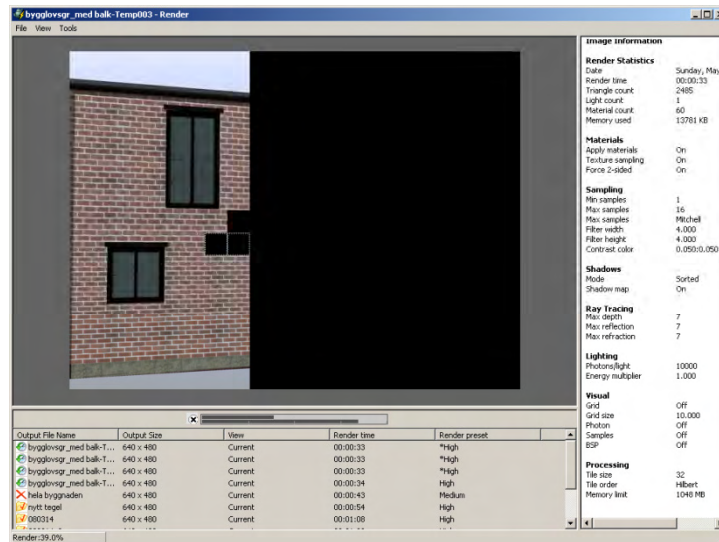 bygglovsgr_med balk-Temp003 - Render
File View Tools
Image Information
Render Statistics
Date Sunday, May
Render time 00:00:33
Triangle count 2485
Light count 1
Material count 60
Memory used 13781 KB
Materials
Apply materials On
Texture sampling On
Force 2-sided On
Sampling
Min samples 1
Max samples 16
Max samples Mitchell
Filter width 4.000
Filter height 4.000
Contrast color 0.050:0.050
Shadows
Mode Sorted
Shadow map On
Ray Tracing
Max depth 7
Max reflection 7
Max refraction 7
Lighting
Photons/light 10000
Energy multiplier 1.000
Visual
Grid Off
Grid size 10.000
Photon Off
Samples Off
BSP Off
Processing
Tile size 32
Tile order Hilbert
Memory limit 1048 MB
Output File Name Output Size View Render time Render preset
bygglovsgr_med balk-T... 640 x 480 Current 00:00:33 *High
bygglovsgr_med balk-T... 640 x 480 Current 00:00:33 *High
bygglovsgr_med balk-T... 640 x 480 Current 00:00:33 *High
bygglovsgr_med balk-T... 640 x 480 Current 00:00:34 High
hela byggnaden 640 x 480 Current 00:00:43 Medium
nytt tegel 640 x 480 Current 00:00:54 High
080314 640 x 480 Current 00:01:08 High
Render:39.0%